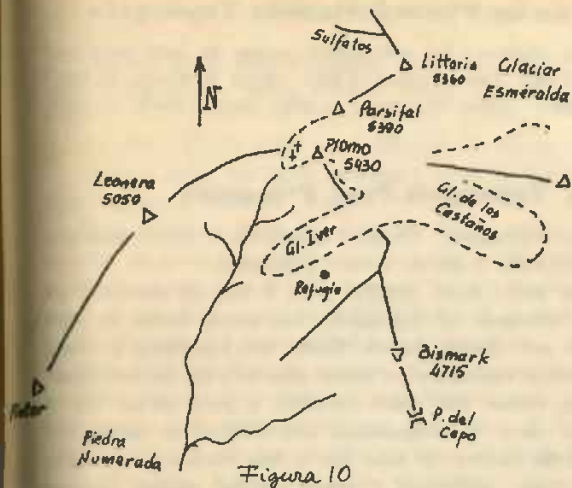 Sulfatos
Littoria
5360
Glaciar
Esméralda
N
Parsifal
5390
Plomo
5430
Leonera
5050
Gl. de los
Castaños
Gl. Iver
Refugio
Bismark
4715
P. del
Cepo
Piedra
Numerada
Figura 10